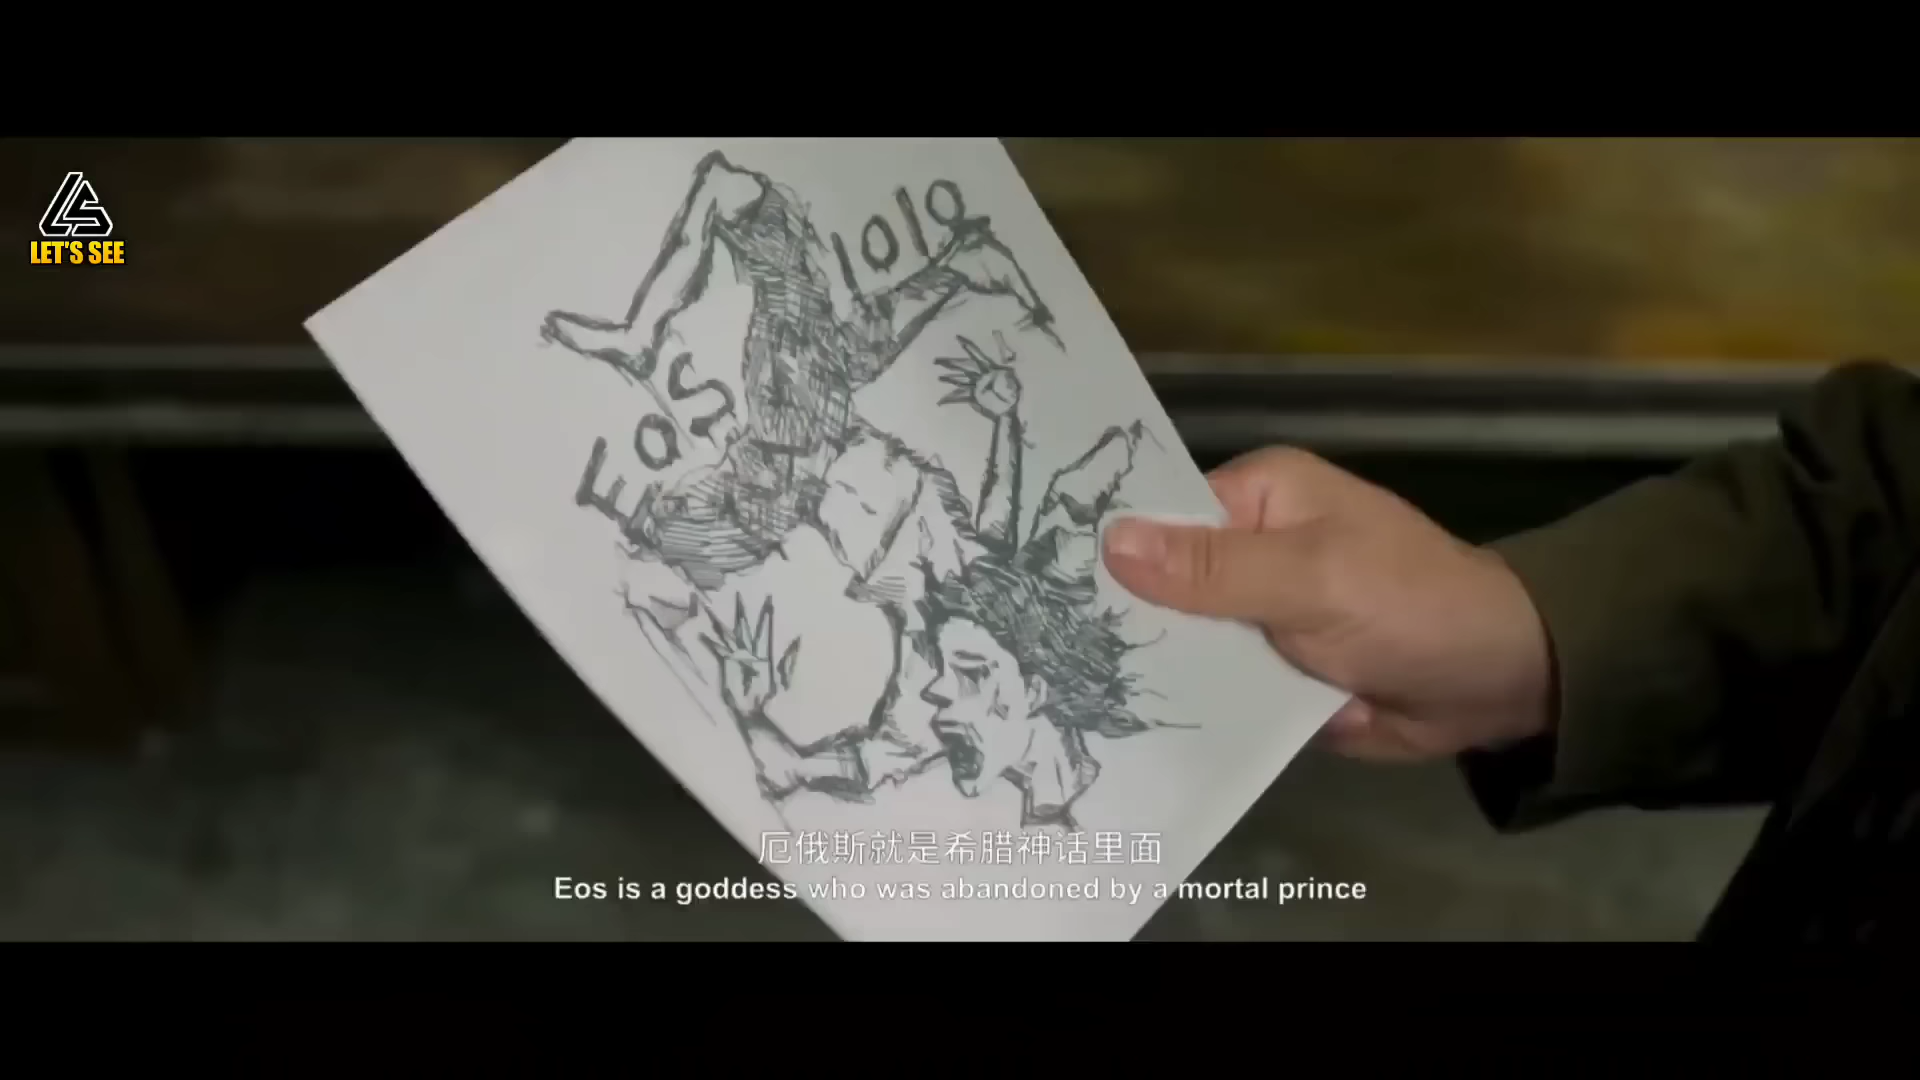 LET'S SEE
1010
EOS
厄俄斯就是希腊神话里面
Eos is a goddess who was abandoned by a mortal prince